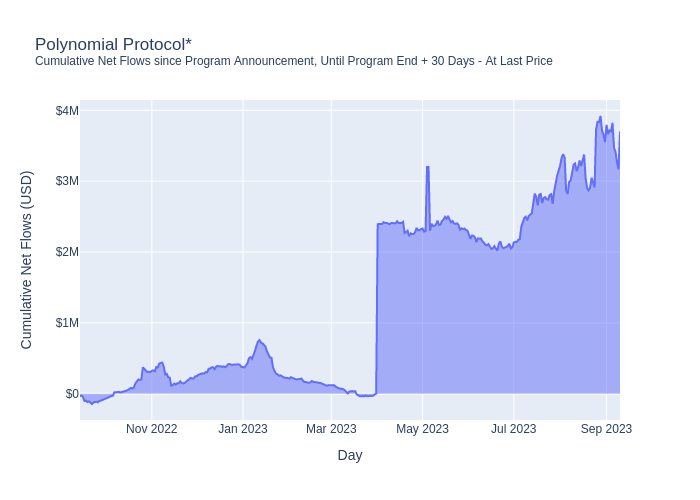 Polynomial Protocol*
Cumulative Net Flows since Program Announcement, Until Program End + 30 Days - At Last Price
Cumulative Net Flows (USD)
$4M
$3M
$2M
$1M
$0
Nov 2022 Jan 2023 Mar 2023 May 2023 Jul 2023 Sep 2023
Day